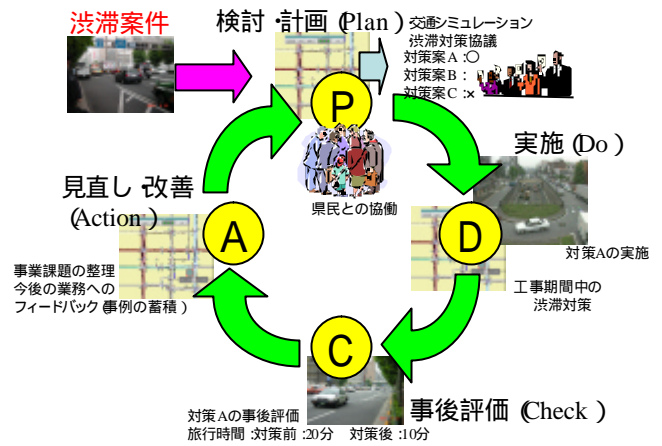 渋滞案件
検討・計画 (Plan)
交通シミュレーション
渋滞対策協議
対策案A：○
対策案B：
対策案C：×
P
県民との協働
実施 (Do)
D
対策Aの実施
工事期間中の
渋滞対策
C
事後評価 (Check)
対策Aの事後評価
旅行時間：対策前：20分　対策後：10分
見直し・改善
(Action)
A
事業課題の整理
今後の業務への
フィードバック（事例の蓄積）